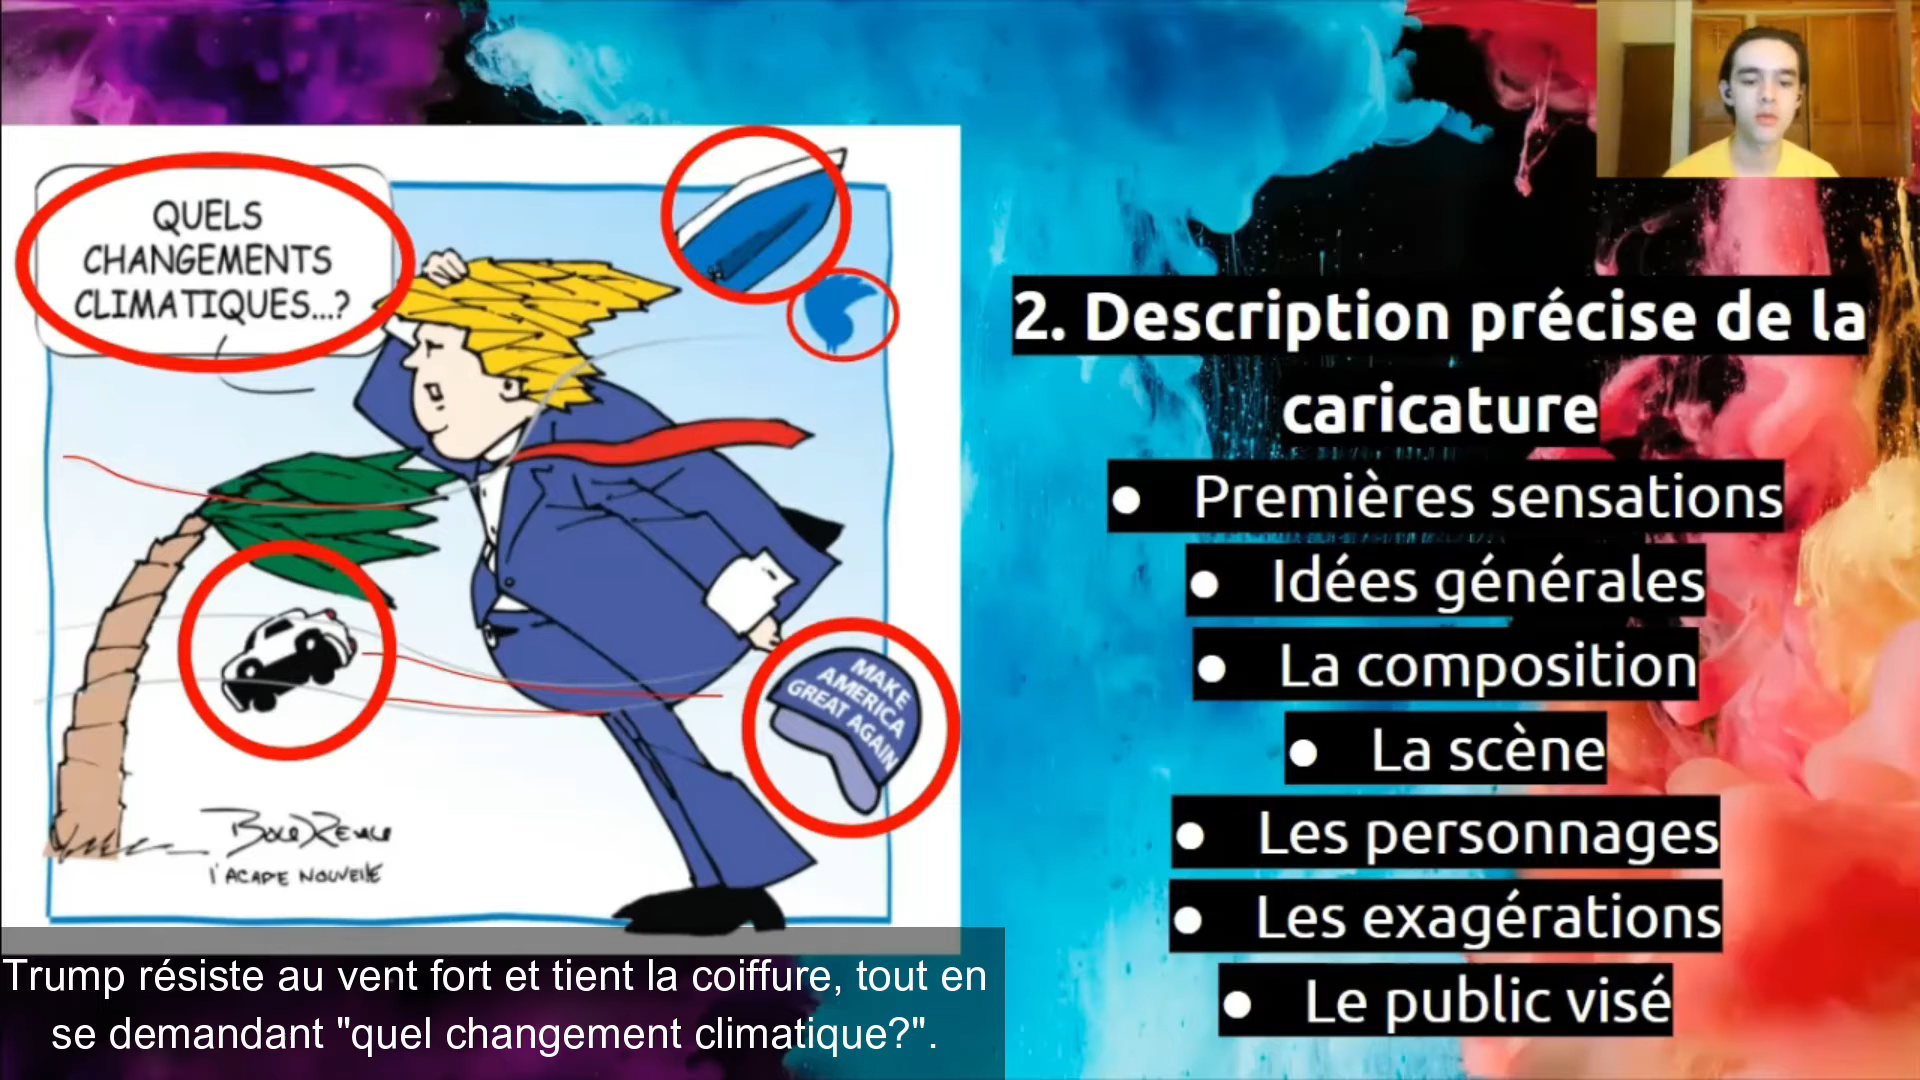 QUELS
CHANGEMENTS
CLIMATIQUES...?
MAKE
AMERICA
GREAT AGAIN
l'ACADIE NOUVELLE
2. Description précise de la
caricature
● Premières sensations
● Idées générales
● La composition
● La scène
● Les personnages
● Les exagérations
● Le public visé
Trump résiste au vent fort et tient la coiffure, tout en
se demandant "quel changement climatique?".